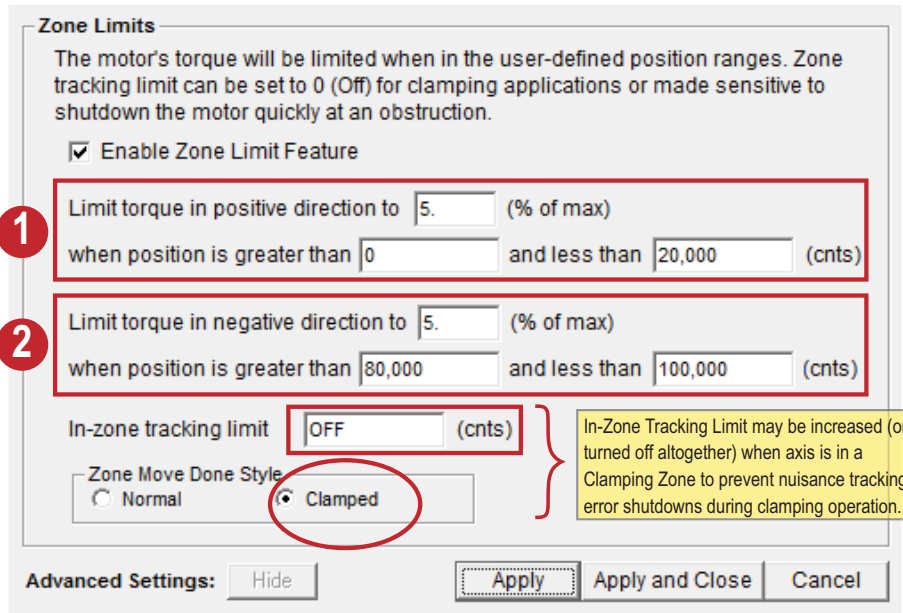 Zone Limits
The motor's torque will be limited when in the user-defined position ranges. Zone
tracking limit can be set to 0 (Off) for clamping applications or made sensitive to
shutdown the motor quickly at an obstruction.
Enable Zone Limit Feature
1
Limit torque in positive direction to 5. (% of max)
when position is greater than 0 and less than 20,000 (cnts)
2
Limit torque in negative direction to 5. (% of max)
when position is greater than 80,000 and less than 100,000 (cnts)
In-zone tracking limit OFF (cnts)
Zone Move Done Style
Normal Clamped
In-Zone Tracking Limit may be increased (or
turned off altogether) when axis is in a
Clamping Zone to prevent nuisance tracking
error shutdowns during clamping operation.
Advanced Settings: Hide Apply Apply and Close Cancel